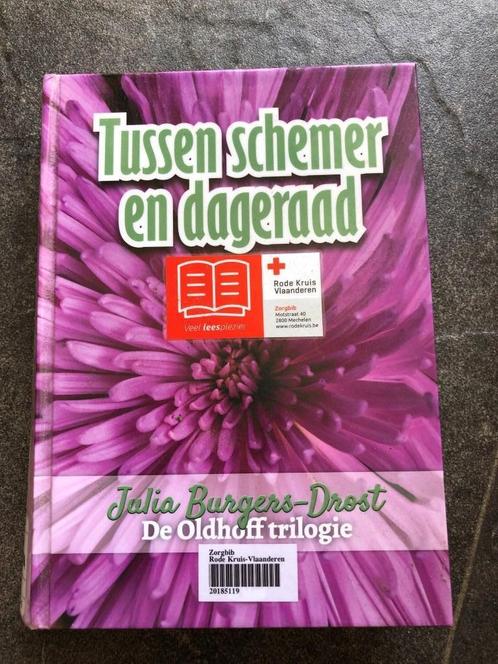 Tussen schemer
en dageraad
Veel leesplezier
Rode Kruis
Vlaanderen
Zorgbib
Motstraat 40
2800 Mechelen
www.rodekruis.be
Julia Burgers-Drost
De Oldhoff trilogie
Zorgbib
Rode Kruis-Vlaanderen
20185119